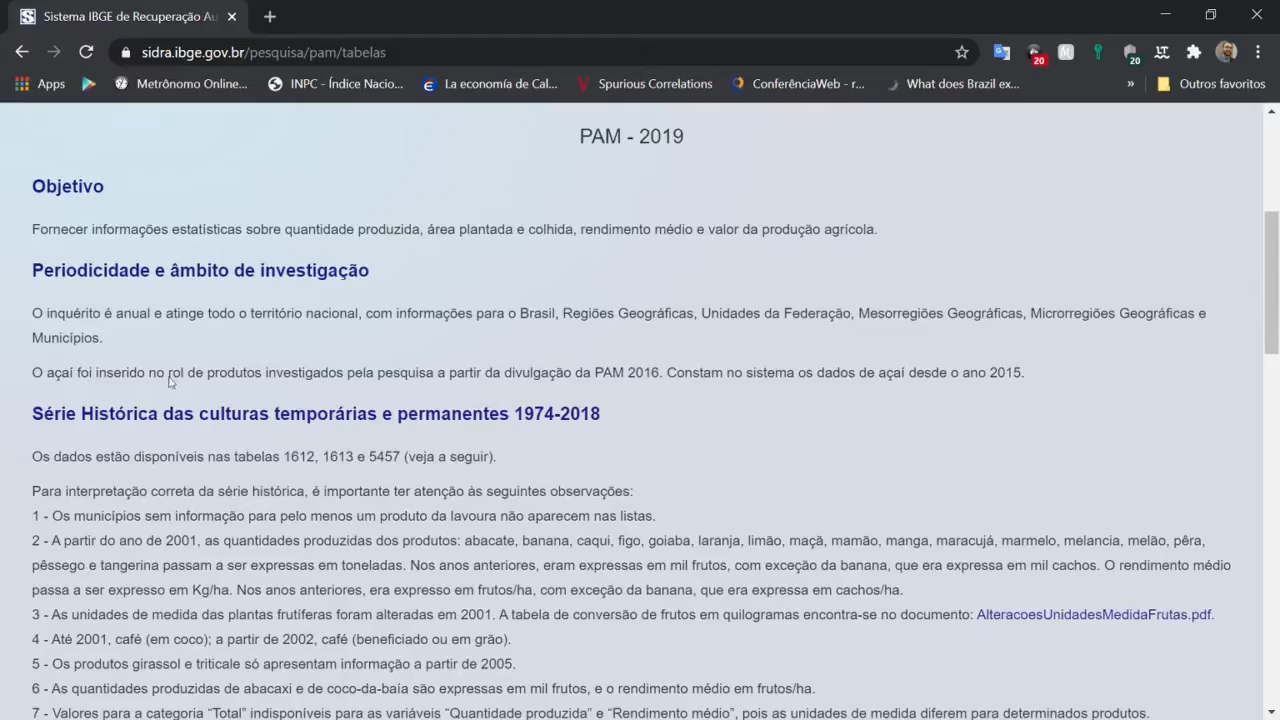 Sistema IBGE de Recuperação Au
sidra.ibge.gov.br/pesquisa/pam/tabelas
20
20
Apps
Metrônomo Online...
INPC - Índice Nacio...
La economía de Cal...
Spurious Correlations
ConferênciaWeb - r...
What does Brazil ex...
»
Outros favoritos
PAM - 2019
Objetivo
Fornecer informações estatísticas sobre quantidade produzida, área plantada e colhida, rendimento médio e valor da produção agrícola.
Periodicidade e âmbito de investigação
O inquérito é anual e atinge todo o território nacional, com informações para o Brasil, Regiões Geográficas, Unidades da Federação, Mesorregiões Geográficas, Microrregiões Geográficas e
Municípios.
O açaí foi inserido no rol de produtos investigados pela pesquisa a partir da divulgação da PAM 2016. Constam no sistema os dados de açaí desde o ano 2015.
Série Histórica das culturas temporárias e permanentes 1974-2018
Os dados estão disponíveis nas tabelas 1612, 1613 e 5457 (veja a seguir).
Para interpretação correta da série histórica, é importante ter atenção às seguintes observações:
1 - Os municípios sem informação para pelo menos um produto da lavoura não aparecem nas listas.
2 - A partir do ano de 2001, as quantidades produzidas dos produtos: abacate, banana, caqui, figo, goiaba, laranja, limão, maçã, mamão, manga, maracujá, marmelo, melancia, melão, pêra,
pêssego e tangerina passam a ser expressas em toneladas. Nos anos anteriores, eram expressas em mil frutos, com exceção da banana, que era expressa em mil cachos. O rendimento médio
passa a ser expresso em Kg/ha. Nos anos anteriores, era expresso em frutos/ha, com exceção da banana, que era expressa em cachos/ha.
3 - As unidades de medida das plantas frutíferas foram alteradas em 2001. A tabela de conversão de frutos em quilogramas encontra-se no documento: AlteracoesUnidadesMedidaFrutas.pdf.
4 - Até 2001, café (em coco); a partir de 2002, café (beneficiado ou em grão).
5 - Os produtos girassol e triticale só apresentam informação a partir de 2005.
6 - As quantidades produzidas de abacaxi e de coco-da-baía são expressas em mil frutos, e o rendimento médio em frutos/ha.
7 - Valores para a categoria “Total” indisponíveis para as variáveis “Quantidade produzida” e “Rendimento médio”, pois as unidades de medida diferem para determinados produtos.